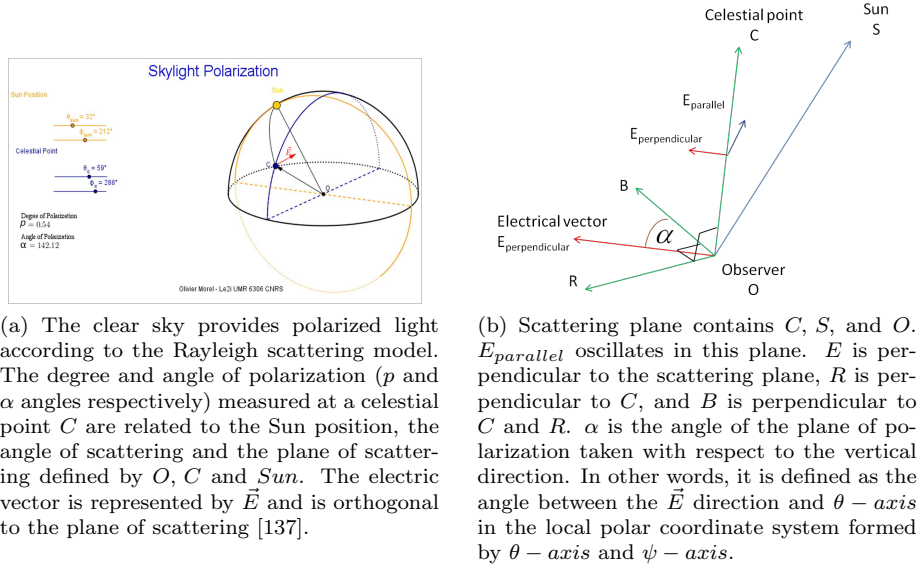 Skylight Polarization
Sun Position
θsun = 32°
ϕsun = 212°
Celestial Point
θc = 59°
ϕc = 288°
Degree of Polarization
p = 0.54
Angle of Polarization
α = 142.12
Sun
C
E
O
Olivier Morel - Le2i UMR 6306 CNRS
Celestial point
C
Sun
S
Eparallel
Eperpendicular
B
Electrical vector
Eperpendicular
α
R
Observer
O
(a) The clear sky provides polarized light
according to the Rayleigh scattering model.
The degree and angle of polarization (p and
α angles respectively) measured at a celestial
point C are related to the Sun position, the
angle of scattering and the plane of scatter-
ing defined by O, C and Sun. The electric
vector is represented by E⃗ and is orthogonal
to the plane of scattering [137].
(b) Scattering plane contains C, S, and O.
Eparallel oscillates in this plane. E is per-
pendicular to the scattering plane, R is per-
pendicular to C, and B is perpendicular to
C and R. α is the angle of the plane of po-
larization taken with respect to the vertical
direction. In other words, it is defined as the
angle between the E⃗ direction and θ − axis
in the local polar coordinate system formed
by θ − axis and ψ − axis.